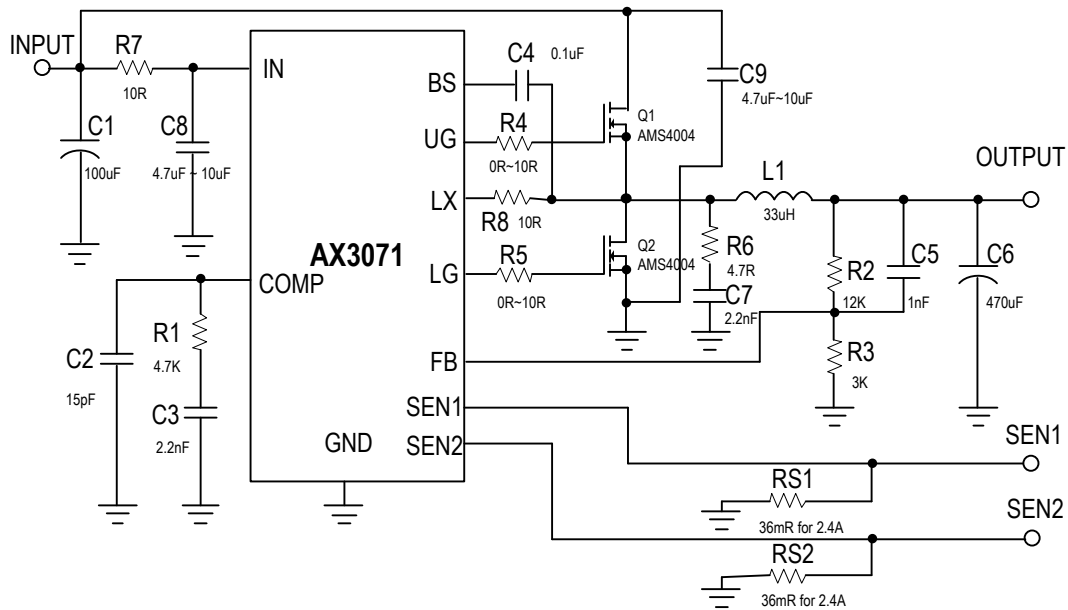 INPUT
R7
10R
IN
C1
100uF
C8
4.7uF ~ 10uF
AX3071
COMP
C2
15pF
R1
4.7K
C3
2.2nF
GND
BS
UG
LX
LG
FB
SEN1
SEN2
C4
0.1uF
R4
0R~10R
R8
10R
R5
0R~10R
Q1
AMS4004
Q2
AMS4004
C9
4.7uF~10uF
L1
33uH
R6
4.7R
C7
2.2nF
R2
12K
C5
1nF
C6
470uF
R3
3K
OUTPUT
SEN1
RS1
36mR for 2.4A
SEN2
RS2
36mR for 2.4A